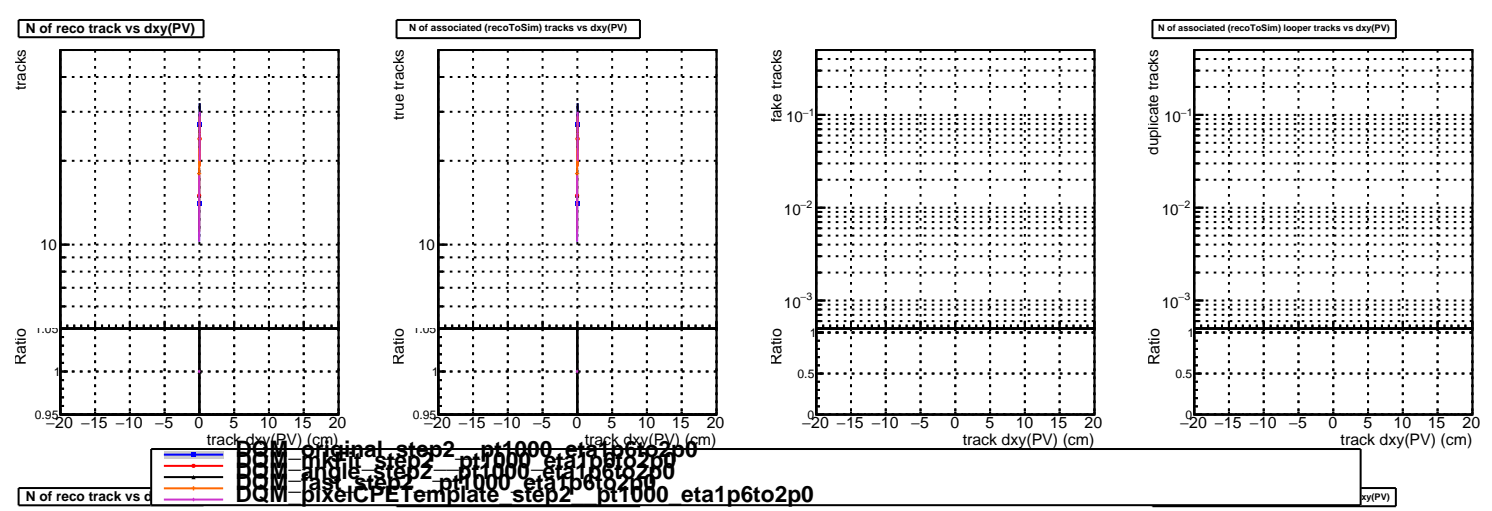 N of reco track vs dxy(PV)
N of associated (recoToSim) tracks vs dxy(PV)
N of associated (recoToSim) looper tracks vs dxy(PV)
tracks
10
Ratio
1.05
1
0.95
−20 −15 −10 −5 0 5 10 15 20
track dxy(PV) (cm)
true tracks
10
Ratio
1.05
1
0.95
−20 −15 −10 −5 0 5 10 15 20
track dxy(PV) (cm)
fake tracks
10−1
10−2
10−3
Ratio
1
0.5
0
−20 −15 −10 −5 0 5 10 15 20
track dxy(PV) (cm)
duplicate tracks
10−1
10−2
10−3
Ratio
1
0.5
0
−20 −15 −10 −5 0 5 10 15 20
track dxy(PV) (cm)
DQM_original_step2__pt1000_eta1p6to2p0
DQM_mkFit_step2__pt1000_eta1p6to2p0
DQM_angle_step2__pt1000_eta1p6to2p0
DQM_fast_step2__pt1000_eta1p6to2p0
DQM_pixelCPETemplate_step2__pt1000_eta1p6to2p0
N of reco track vs d
xy(PV)